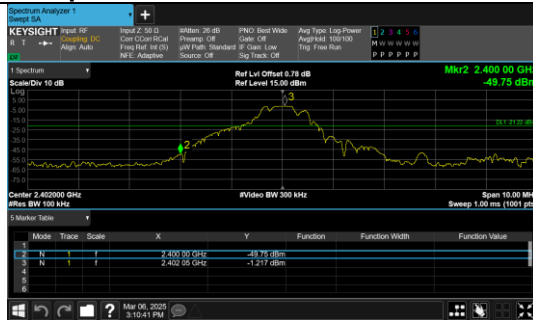 Spectrum Analyzer 1
Swept SA
+
KEYSIGHT Input: RF Input Z: 50 Ω #Atten: 26 dB PNO: Best Wide Avg Type: Log-Power 1 2 3 4 5 6
R T Coupling: DC Corr CCorr RCal Preamp: Off Gate: Off Avg|Hold: 100/100 M W W W W W
Align: Auto Freq Ref: Int (S) µW Path: Standard IF Gain: Low Trig: Free Run
NFE: Adaptive Source: Off Sig Track: Off P P P P P P
1 Spectrum
Ref Lvl Offset 0.78 dB Mkr2 2.400 00 GHz
Scale/Div 10 dB Ref Level 15.00 dBm -49.75 dBm
Log
5.00
-5.00
-15.0
-25.0
-35.0
-45.0
-55.0
-65.0
-75.0
3
2
DL1 -21.22 dBm
Center 2.402000 GHz #Video BW 300 kHz Span 10.00 MHz
#Res BW 100 kHz Sweep 1.00 ms (1001 pts)
5 Marker Table
Mode Trace Scale X Y Function Function Width Function Value
1
2 N 1 f 2.400 00 GHz -49.75 dBm
3 N 1 f 2.402 05 GHz -1.217 dBm
4
5
6
? Mar 06, 2025
3:10:41 PM